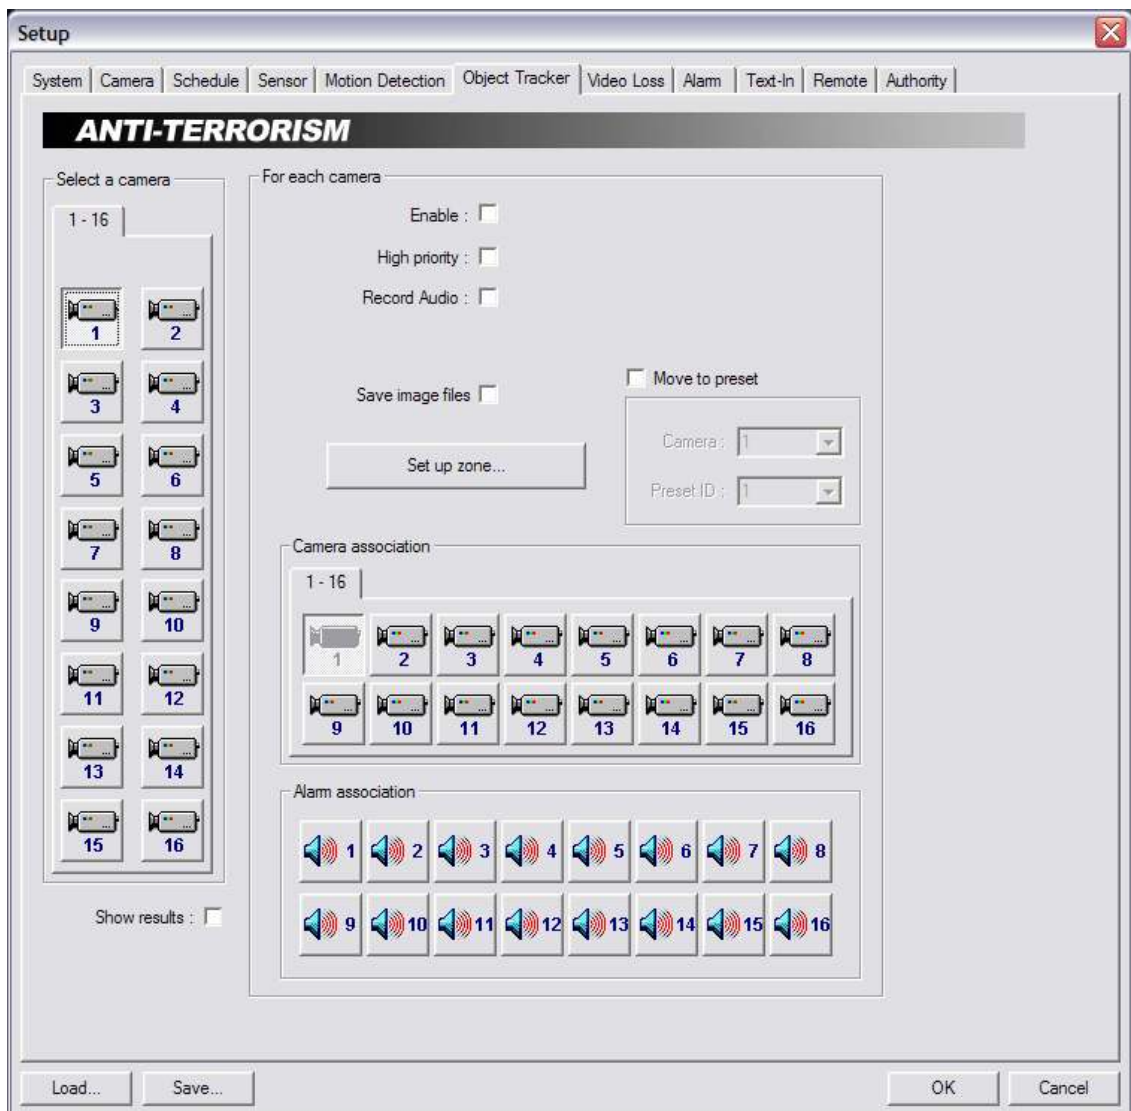 Setup
System Camera Schedule Sensor Motion Detection Object Tracker Video Loss Alarm Text-In Remote Authority
ANTI-TERRORISM
Select a camera
1 - 16
1 2
3 4
5 6
7 8
9 10
11 12
13 14
15 16
Show results :
For each camera
Enable :
High priority :
Record Audio :
Save image files
Set up zone...
Move to preset
Camera : 1
Preset ID : 1
Camera association
1 - 16
1 2 3 4 5 6 7 8
9 10 11 12 13 14 15 16
Alarm association
1 2 3 4 5 6 7 8
9 10 11 12 13 14 15 16
Load... Save... OK Cancel